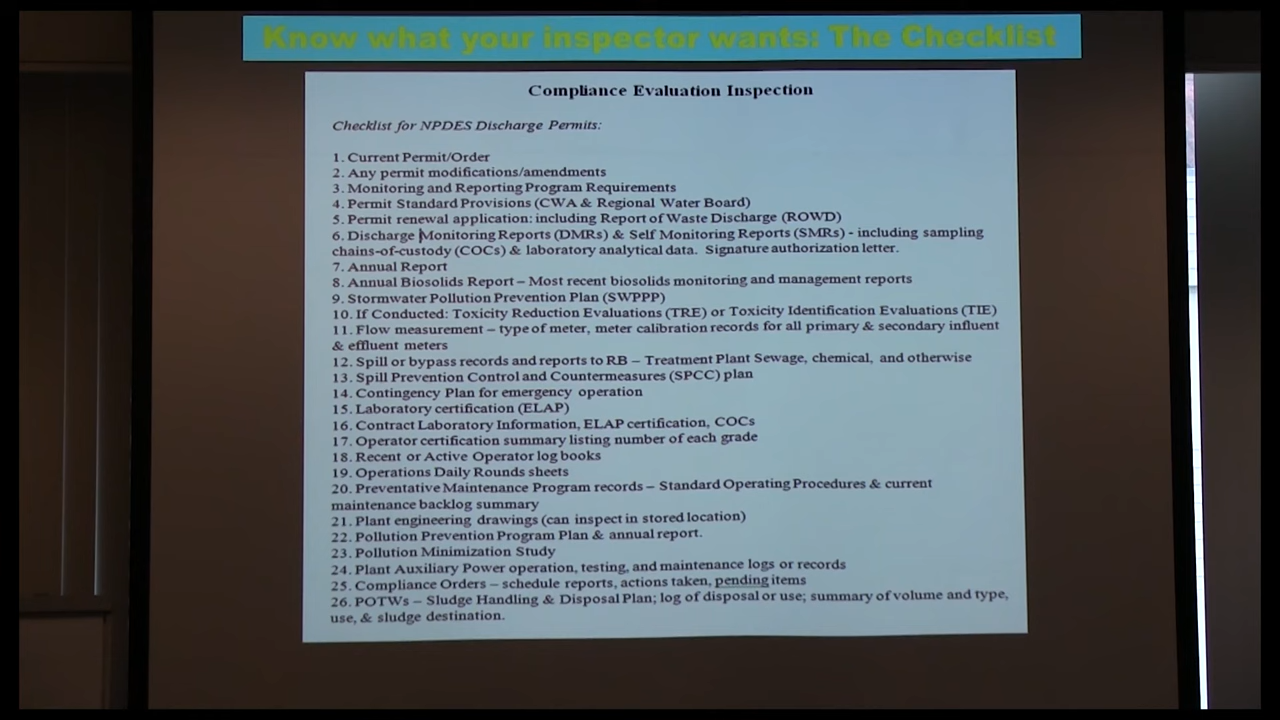 Know what your inspector wants: The Checklist
Compliance Evaluation Inspection
Checklist for NPDES Discharge Permits:
1. Current Permit/Order
2. Any permit modifications/amendments
3. Monitoring and Reporting Program Requirements
4. Permit Standard Provisions (CWA & Regional Water Board)
5. Permit renewal application: including Report of Waste Discharge (ROWD)
6. Discharge Monitoring Reports (DMRs) & Self Monitoring Reports (SMRs) - including sampling
chains-of-custody (COCs) & laboratory analytical data. Signature authorization letter.
7. Annual Report
8. Annual Biosolids Report – Most recent biosolids monitoring and management reports
9. Stormwater Pollution Prevention Plan (SWPPP)
10. If Conducted: Toxicity Reduction Evaluations (TRE) or Toxicity Identification Evaluations (TIE)
11. Flow measurement – type of meter, meter calibration records for all primary & secondary influent
& effluent meters
12. Spill or bypass records and reports to RB – Treatment Plant Sewage, chemical, and otherwise
13. Spill Prevention Control and Countermeasures (SPCC) plan
14. Contingency Plan for emergency operation
15. Laboratory certification (ELAP)
16. Contract Laboratory Information, ELAP certification, COCs
17. Operator certification summary listing number of each grade
18. Recent or Active Operator log books
19. Operations Daily Rounds sheets
20. Preventative Maintenance Program records – Standard Operating Procedures & current
maintenance backlog summary
21. Plant engineering drawings (can inspect in stored location)
22. Pollution Prevention Program Plan & annual report.
23. Pollution Minimization Study
24. Plant Auxiliary Power operation, testing, and maintenance logs or records
25. Compliance Orders – schedule reports, actions taken, pending items
26. POTWs – Sludge Handling & Disposal Plan; log of disposal or use; summary of volume and type,
use, & sludge destination.